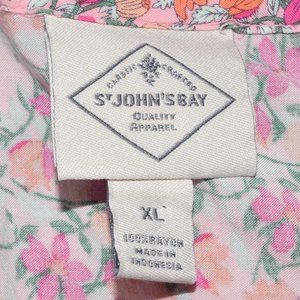 CLASSIC CRAFTED
ST JOHN'S BAY
QUALITY
APPAREL
XL
100% RAYON
MADE IN
INDONESIA